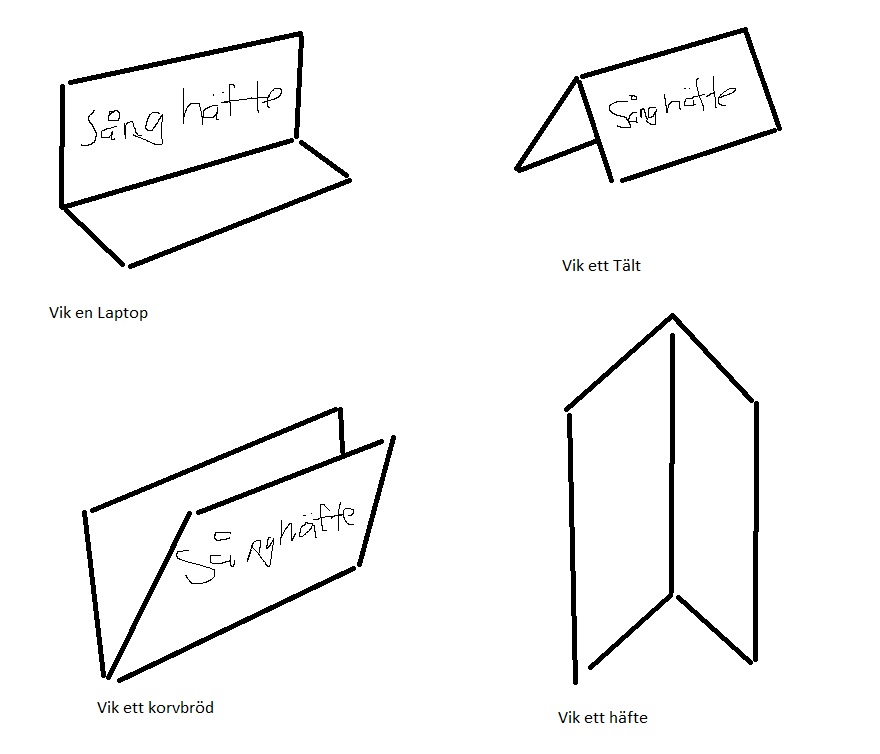 Sång häfte
Sånghäfte
Vik ett Tält
Vik en Laptop
Sånghäfte
Vik ett korvbröd
Vik ett häfte